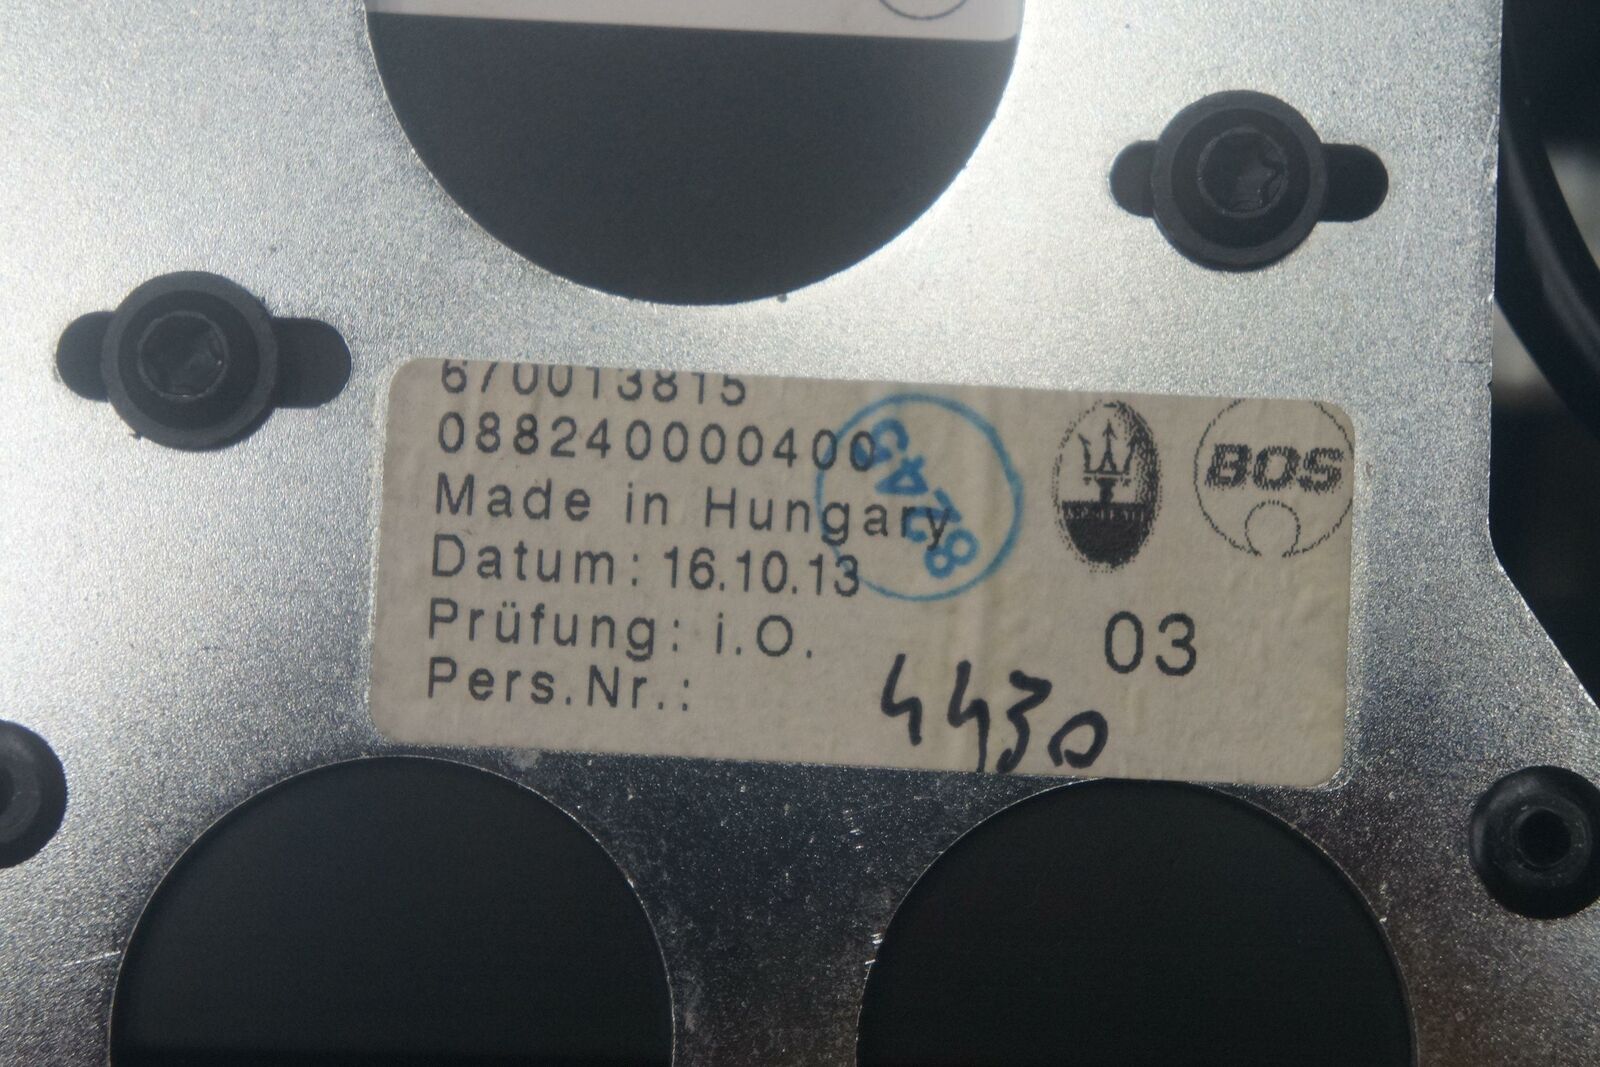 670013815
088240000400
Made in Hungary
Datum: 16.10.13
Prüfung: i.O.
Pers.Nr.:
4430
03
BOS